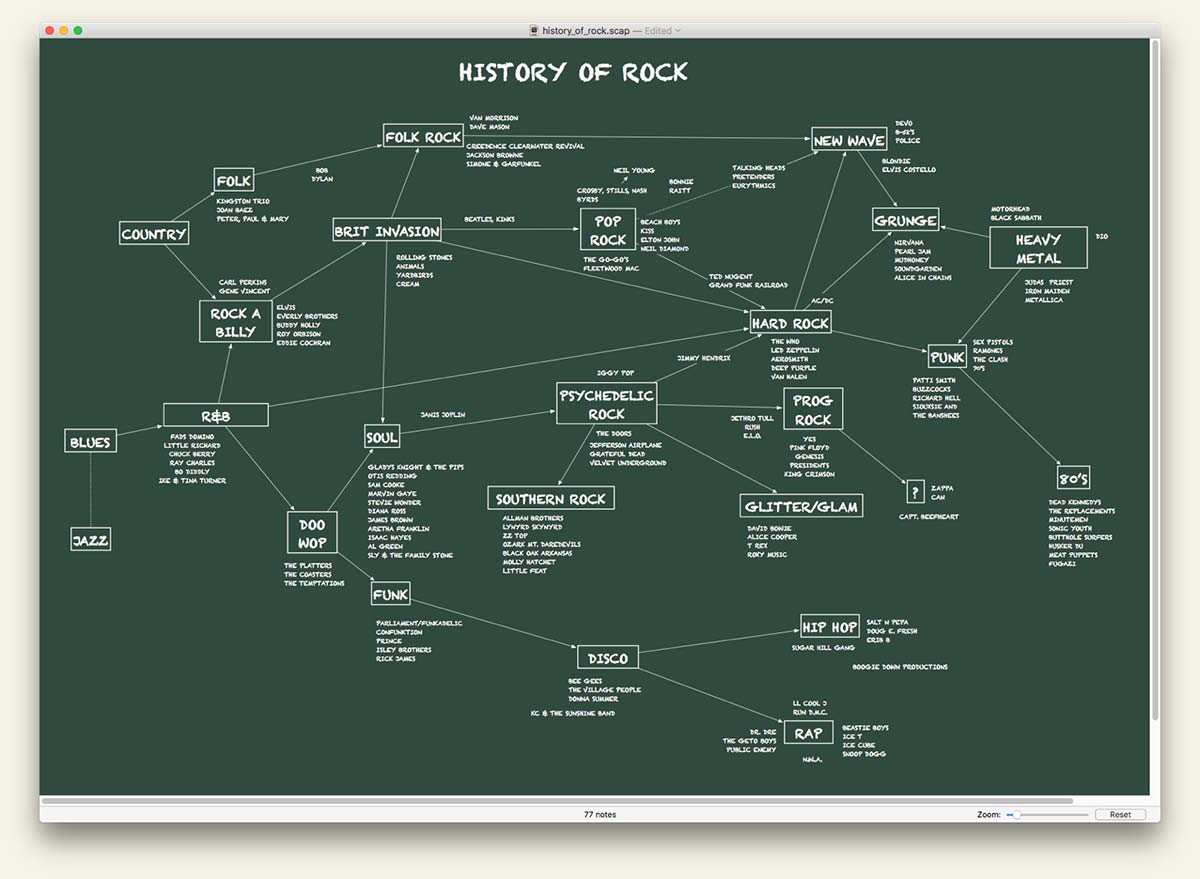 history_of_rock.scap — Edited
HISTORY OF ROCK
VAN MORRISON
DAVE MASON
FOLK ROCK
CREEDENCE CLEARWATER REVIVAL
JACKSON BROWNE
SIMONE & GARFUNKEL
DEVO
B-52'S
POLICE
NEW WAVE
BLONDIE
ELVIS COSTELLO
BOB
DYLAN
FOLK
KINGSTON TRIO
JOAN BAEZ
PETER, PAUL & MARY
NEIL YOUNG
CROSBY, STILLS, NASH
BYRDS
BONNIE
RAITT
TALKING HEADS
PRETENDERS
EURYTHMICS
COUNTRY
BRIT INVASION
BEATLES, KINKS
ROLLING STONES
ANIMALS
YARDBIRDS
CREAM
POP
ROCK
BEACH BOYS
KISS
ELTON JOHN
NEIL DIAMOND
THE GO-GO'S
FLEETWOOD MAC
GRUNGE
NIRVANA
PEARL JAM
MUDHONEY
SOUNDGARDEN
ALICE IN CHAINS
MOTORHEAD
BLACK SABBATH
HEAVY
METAL
DIO
JUDAS PRIEST
IRON MAIDEN
METALLICA
CARL PERKINS
GENE VINCENT
ROCK A
BILLY
ELVIS
EVERLY BROTHERS
BUDDY HOLLY
ROY ORBISON
EDDIE COCHRAN
TED NUGENT
GRAND FUNK RAILROAD
AC/DC
HARD ROCK
THE WHO
LED ZEPPELIN
AEROSMITH
DEEP PURPLE
VAN HALEN
JIMMY HENDRIX
PUNK
SEX PISTOLS
RAMONES
THE CLASH
70'S
PATTI SMITH
BUZZCOCKS
RICHARD HELL
SIOUXSIE AND
THE BANSHEES
IGGY POP
PSYCHEDELIC
ROCK
THE DOORS
JEFFERSON AIRPLANE
GRATEFUL DEAD
VELVET UNDERGROUND
PROG
ROCK
JETHRO TULL
RUSH
E.L.O.
YES
PINK FLOYD
GENESIS
PRESIDENTS
KING CRIMSON
R&B
FADS DOMINO
LITTLE RICHARD
CHUCK BERRY
RAY CHARLES
BO DIDDLY
IKE & TINA TURNER
BLUES
JAZZ
JANIS JOPLIN
SOUL
GLADYS KNIGHT & THE PIPS
OTIS REDDING
SAM COOKE
MARVIN GAYE
STEVIE WONDER
DIANA ROSS
JAMES BROWN
ARETHA FRANKLIN
ISAAC HAYES
AL GREEN
SLY & THE FAMILY STONE
SOUTHERN ROCK
ALLMAN BROTHERS
LYNYRD SKYNYRD
ZZ TOP
OZARK MT. DAREDEVILS
BLACK OAK ARKANSAS
MOLLY HATCHET
LITTLE FEAT
GLITTER/GLAM
DAVID BOWIE
ALICE COOPER
T REX
ROXY MUSIC
?
ZAPPA
CAN
CAPT. BEEFHEART
80'S
DEAD KENNEDYS
THE REPLACEMENTS
MINUTEMEN
SONIC YOUTH
BUTTHOLE SURFERS
HUSKER DU
MEAT PUPPETS
FUGAZI
DOO
WOP
THE PLATTERS
THE COASTERS
THE TEMPTATIONS
FUNK
PARLIAMENT/FUNKADELIC
CONFUNKTION
PRINCE
ISLEY BROTHERS
RICK JAMES
DISCO
BEE GEES
THE VILLAGE PEOPLE
DONNA SUMMER
KC & THE SUNSHINE BAND
HIP HOP
SALT N PEPA
DOUG E. FRESH
ERIB B
SUGAR HILL GANG
BOOGIE DOWN PRODUCTIONS
LL COOL J
RUN D.M.C.
DR. DRE
THE GETO BOYS
PUBLIC ENEMY
RAP
BEASTIE BOYS
ICE T
ICE CUBE
SNOOP DOGG
N.W.A.
77 notes
Zoom:
Reset